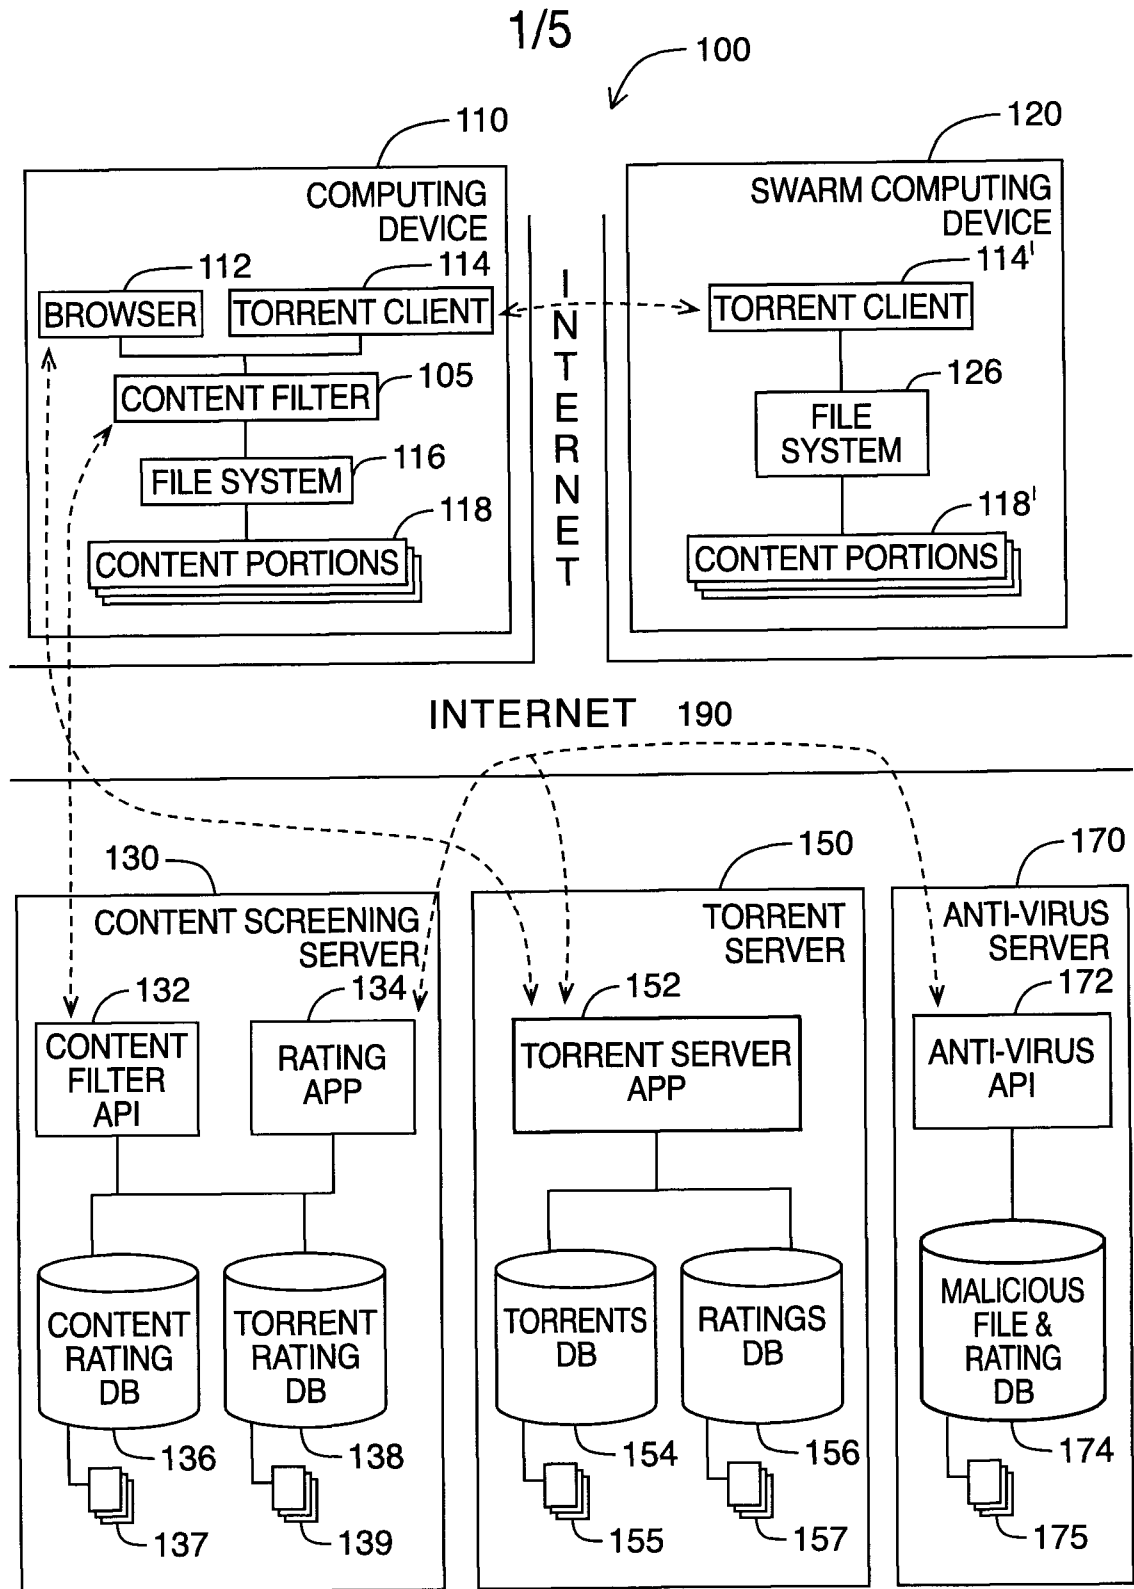 1/5
100
110
120
COMPUTING
DEVICE
SWARM COMPUTING
DEVICE
112
114
114'
BROWSER
TORRENT CLIENT
TORRENT CLIENT
INTERNET
105
CONTENT FILTER
126
FILE
SYSTEM
116
FILE SYSTEM
118
118'
CONTENT PORTIONS
CONTENT PORTIONS
INTERNET 190
130
150
170
CONTENT SCREENING
SERVER
TORRENT
SERVER
ANTI-VIRUS
SERVER
132
134
152
172
CONTENT
FILTER
API
RATING
APP
TORRENT SERVER
APP
ANTI-VIRUS
API
CONTENT
RATING
DB
TORRENT
RATING
DB
TORRENTS
DB
RATINGS
DB
MALICIOUS
FILE &
RATING
DB
136
138
154
156
174
137
139
155
157
175